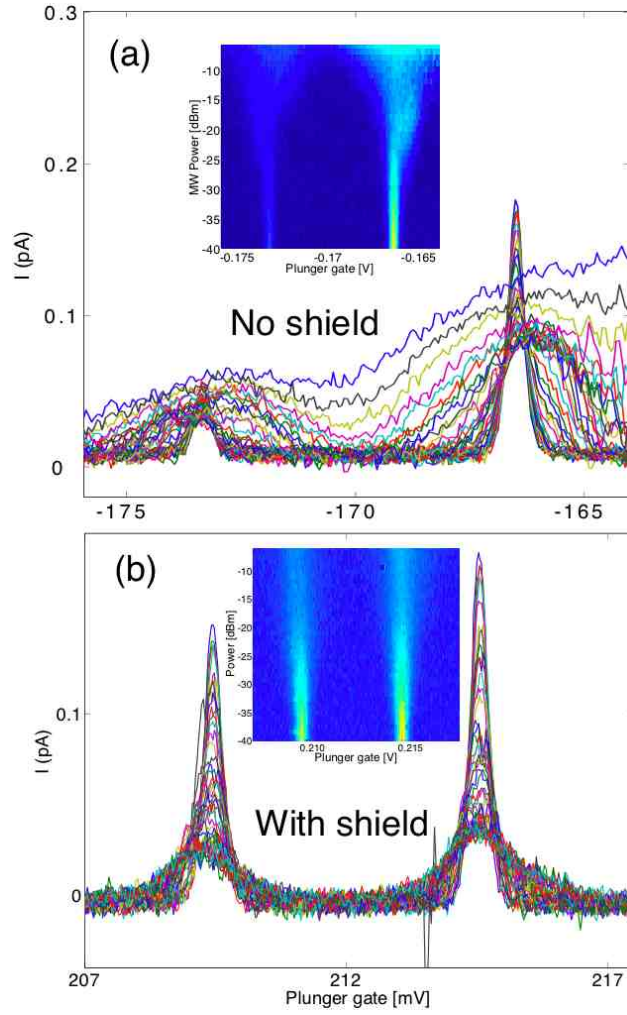 0.3
(a)
-10
-15
-20
-25
-30
-35
-40
MW Power [dBm]
-0.175
-0.17
-0.165
Plunger gate [V]
0.2
I (pA)
0.1
No shield
0
-175
-170
-165
(b)
-10
-15
-20
-25
-30
-35
-40
Power [dBm]
0.210
0.215
Plunger gate [V]
0.1
I (pA)
With shield
0
207
212
217
Plunger gate [mV]